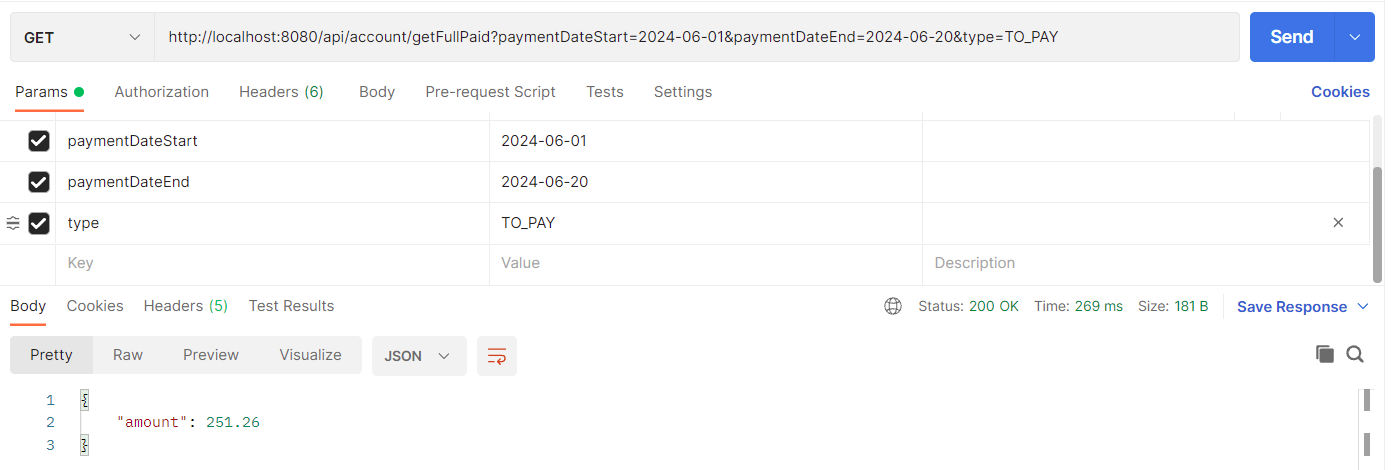 GET http://localhost:8080/api/account/getFullPaid?paymentDateStart=2024-06-01&paymentDateEnd=2024-06-20&type=TO_PAY Send
Params Authorization Headers (6) Body Pre-request Script Tests Settings Cookies
paymentDateStart 2024-06-01
paymentDateEnd 2024-06-20
type TO_PAY
Key Value Description
Body Cookies Headers (5) Test Results Status: 200 OK Time: 269 ms Size: 181 B Save Response
Pretty Raw Preview Visualize JSON
1 {
2 "amount": 251.26
3 }